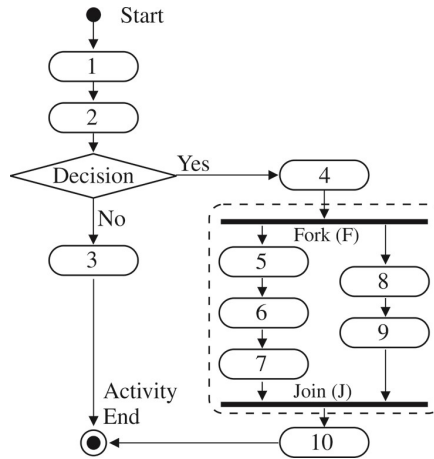 Start
1
2
Decision
Yes
4
No
Fork (F)
3
5
8
6
9
7
Activity
End
Join (J)
10